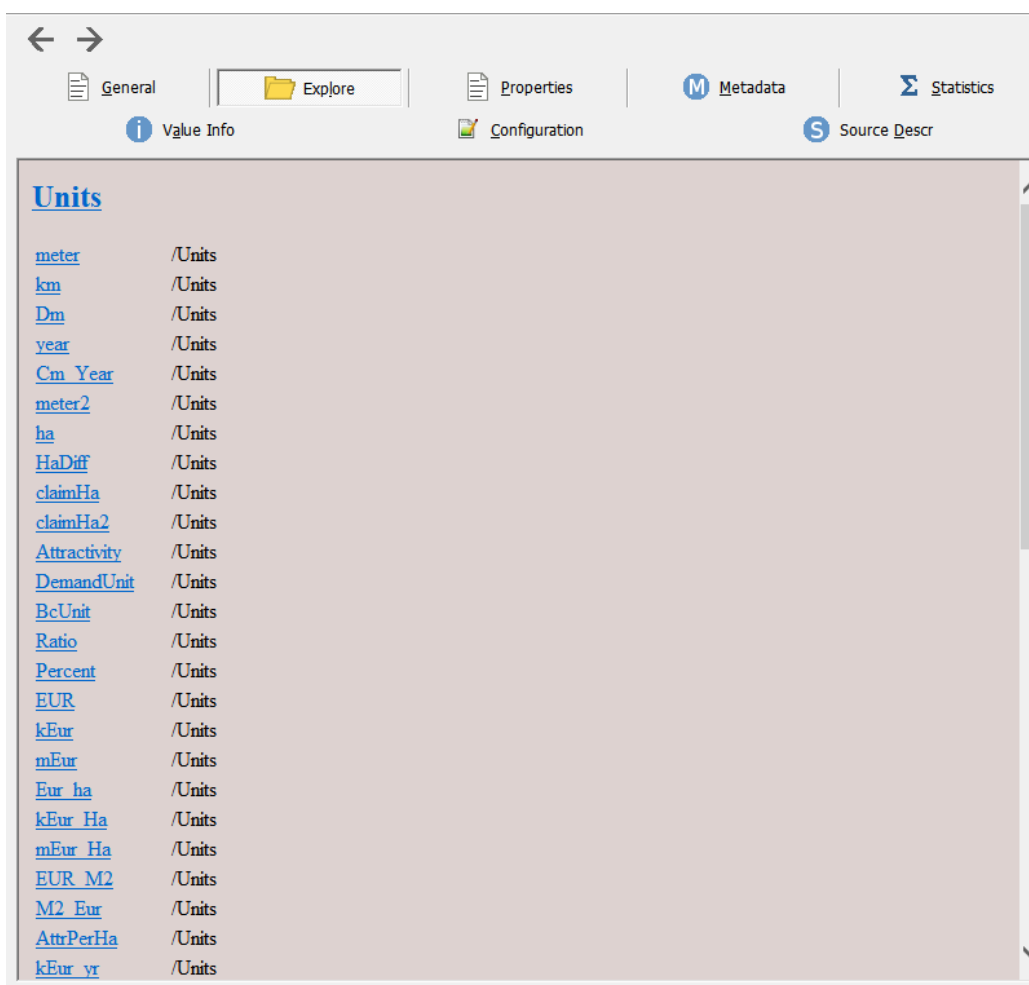 General Explore Properties M Metadata Σ Statistics
i Value Info Configuration S Source Descr
Units
meter /Units
km /Units
Dm /Units
year /Units
Cm_Year /Units
meter2 /Units
ha /Units
HaDiff /Units
claimHa /Units
claimHa2 /Units
Attractivity /Units
DemandUnit /Units
BcUnit /Units
Ratio /Units
Percent /Units
EUR /Units
kEur /Units
mEur /Units
Eur_ha /Units
kEur_Ha /Units
mEur_Ha /Units
EUR_M2 /Units
M2_Eur /Units
AttrPerHa /Units
kEur_yr /Units